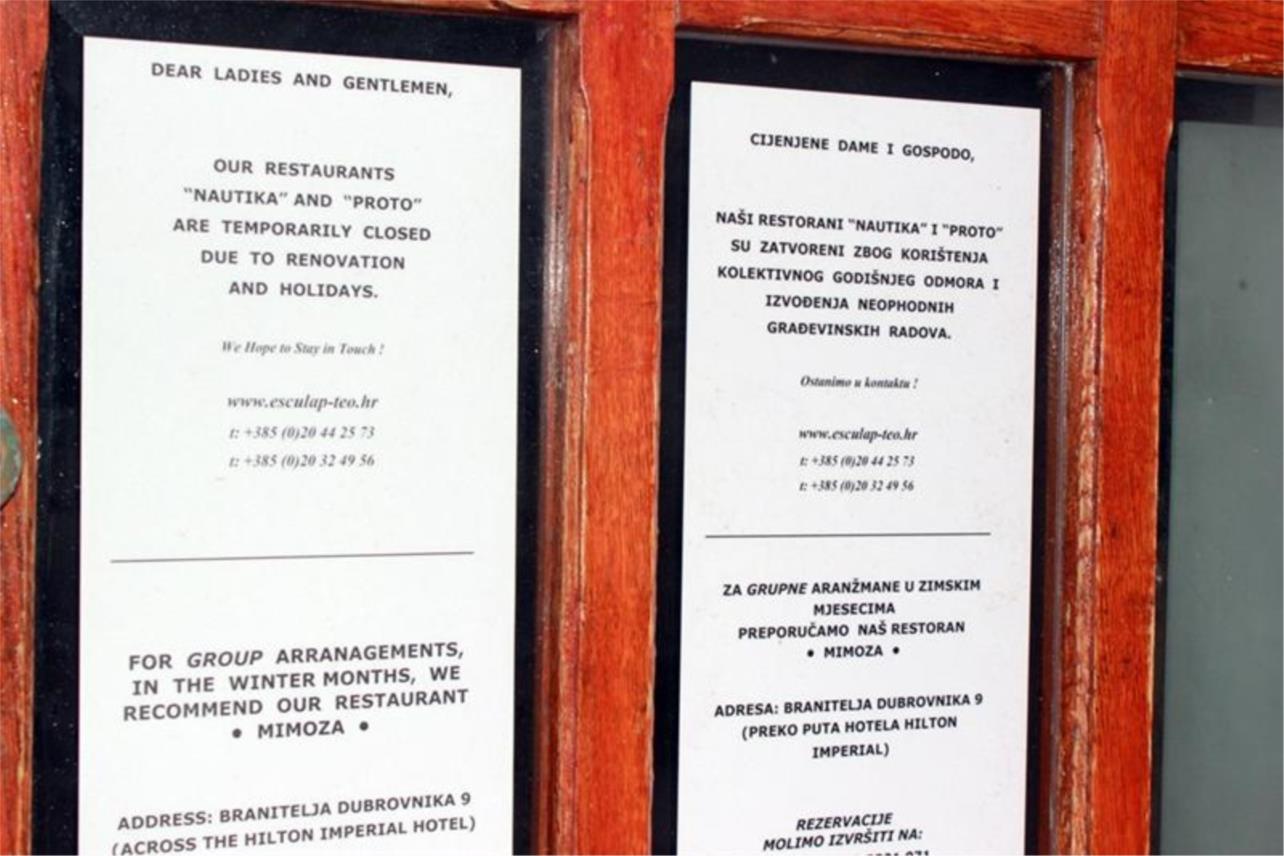 DEAR LADIES AND GENTLEMEN,
OUR RESTAURANTS
"NAUTIKA" AND "PROTO"
ARE TEMPORARILY CLOSED
DUE TO RENOVATION
AND HOLIDAYS.
We Hope to Stay in Touch !
www.esculap-teo.hr
t: +385 (0)20 44 25 73
t: +385 (0)20 32 49 56
FOR GROUP ARRANAGEMENTS,
IN THE WINTER MONTHS, WE
RECOMMEND OUR RESTAURANT
• MIMOZA •
ADDRESS: BRANITELJA DUBROVNIKA 9
(ACROSS THE HILTON IMPERIAL HOTEL)
CIJENJENE DAME I GOSPODO,
NAŠI RESTORANI "NAUTIKA" I "PROTO"
SU ZATVORENI ZBOG KORIŠTENJA
KOLEKTIVNOG GODIŠNJEG ODMORA I
IZVOĐENJA NEOPHODNIH
GRAĐEVINSKIH RADOVA.
Ostanimo u kontaktu !
www.esculap-teo.hr
t: +385 (0)20 44 25 73
t: +385 (0)20 32 49 56
ZA GRUPNE ARANŽMANE U ZIMSKIM
MJESECIMA
PREPORUČAMO NAŠ RESTORAN
• MIMOZA •
ADRESA: BRANITELJA DUBROVNIKA 9
(PREKO PUTA HOTELA HILTON
IMPERIAL)
REZERVACIJE
MOLIMO IZVRŠITI NA: